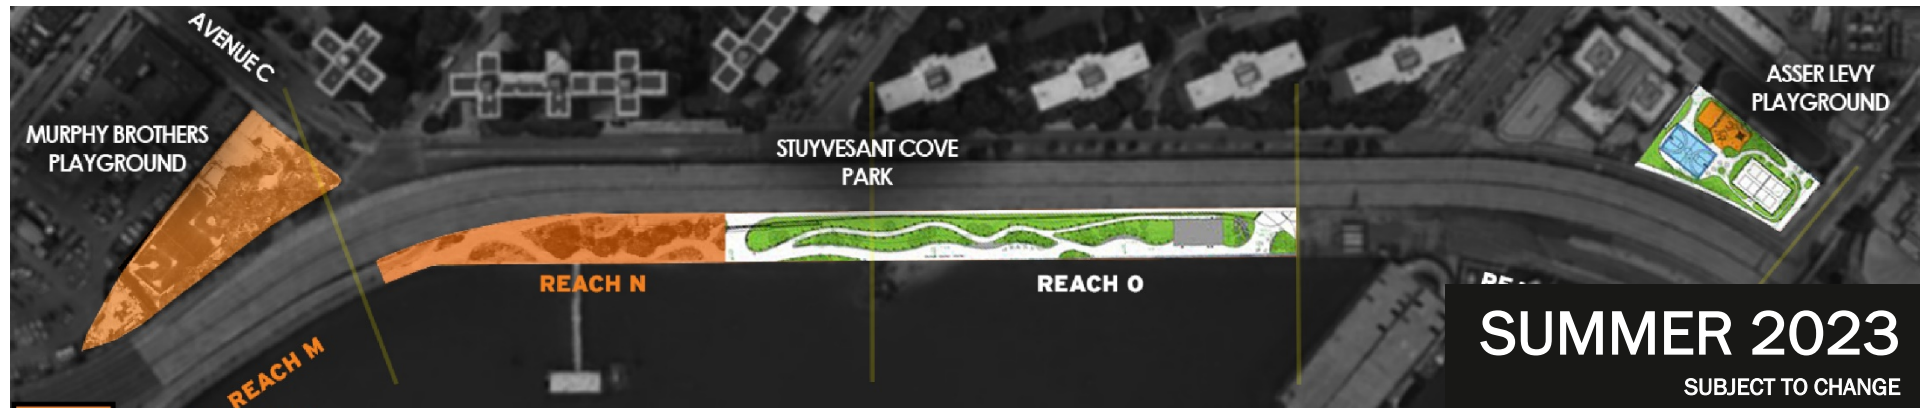 AVENUE C
MURPHY BROTHERS
PLAYGROUND
STUYVESANT COVE
PARK
ASSER LEVY
PLAYGROUND
REACH M
REACH N
REACH O
SUMMER 2023
SUBJECT TO CHANGE